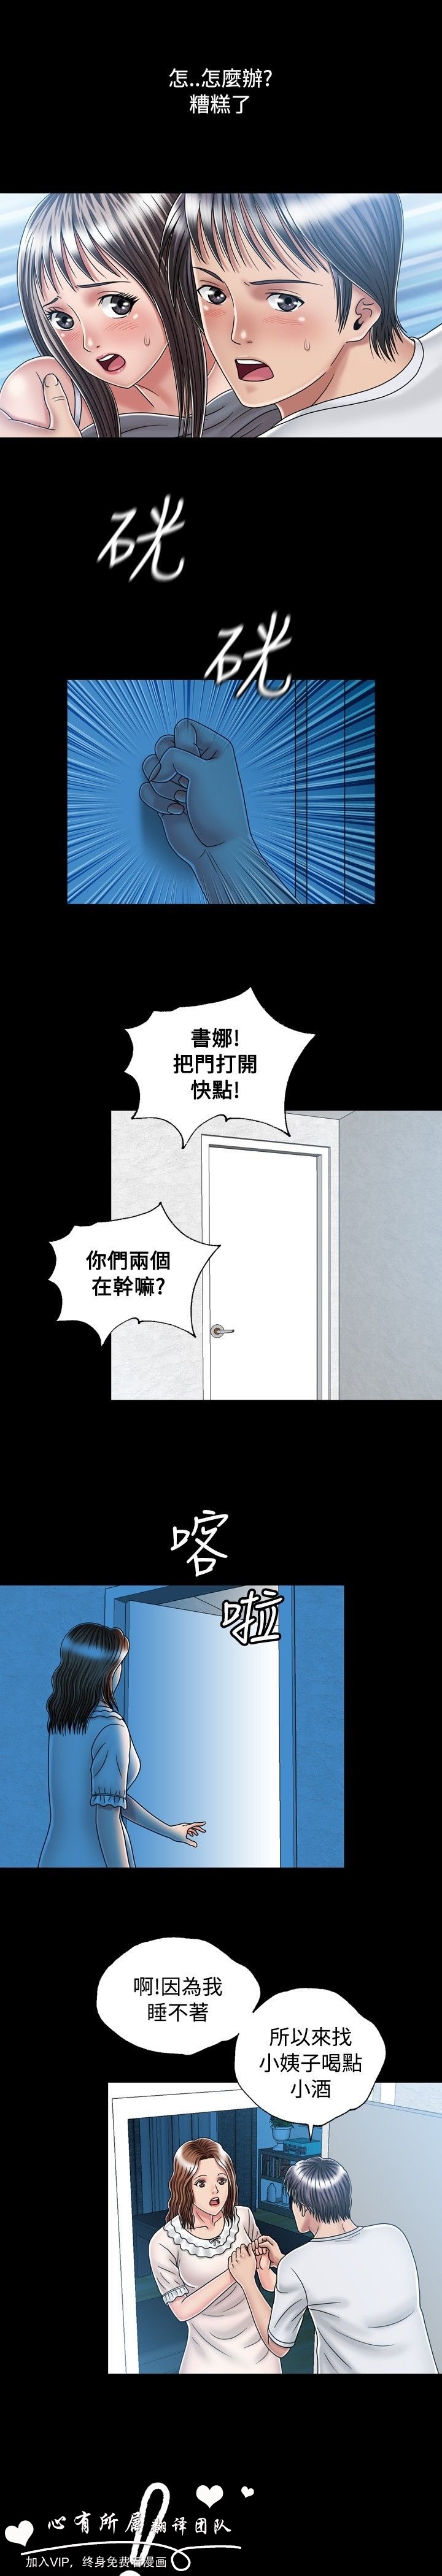 怎..怎麼辦?
糟糕了
硄
硄
書娜!
把門打開
快點!
你們兩個
在幹嘛?
喀
啦
啊!因為我
睡不著
所以來找
小姨子喝點
小酒
心有所属翻译团队
加入VIP，终身免费看漫画